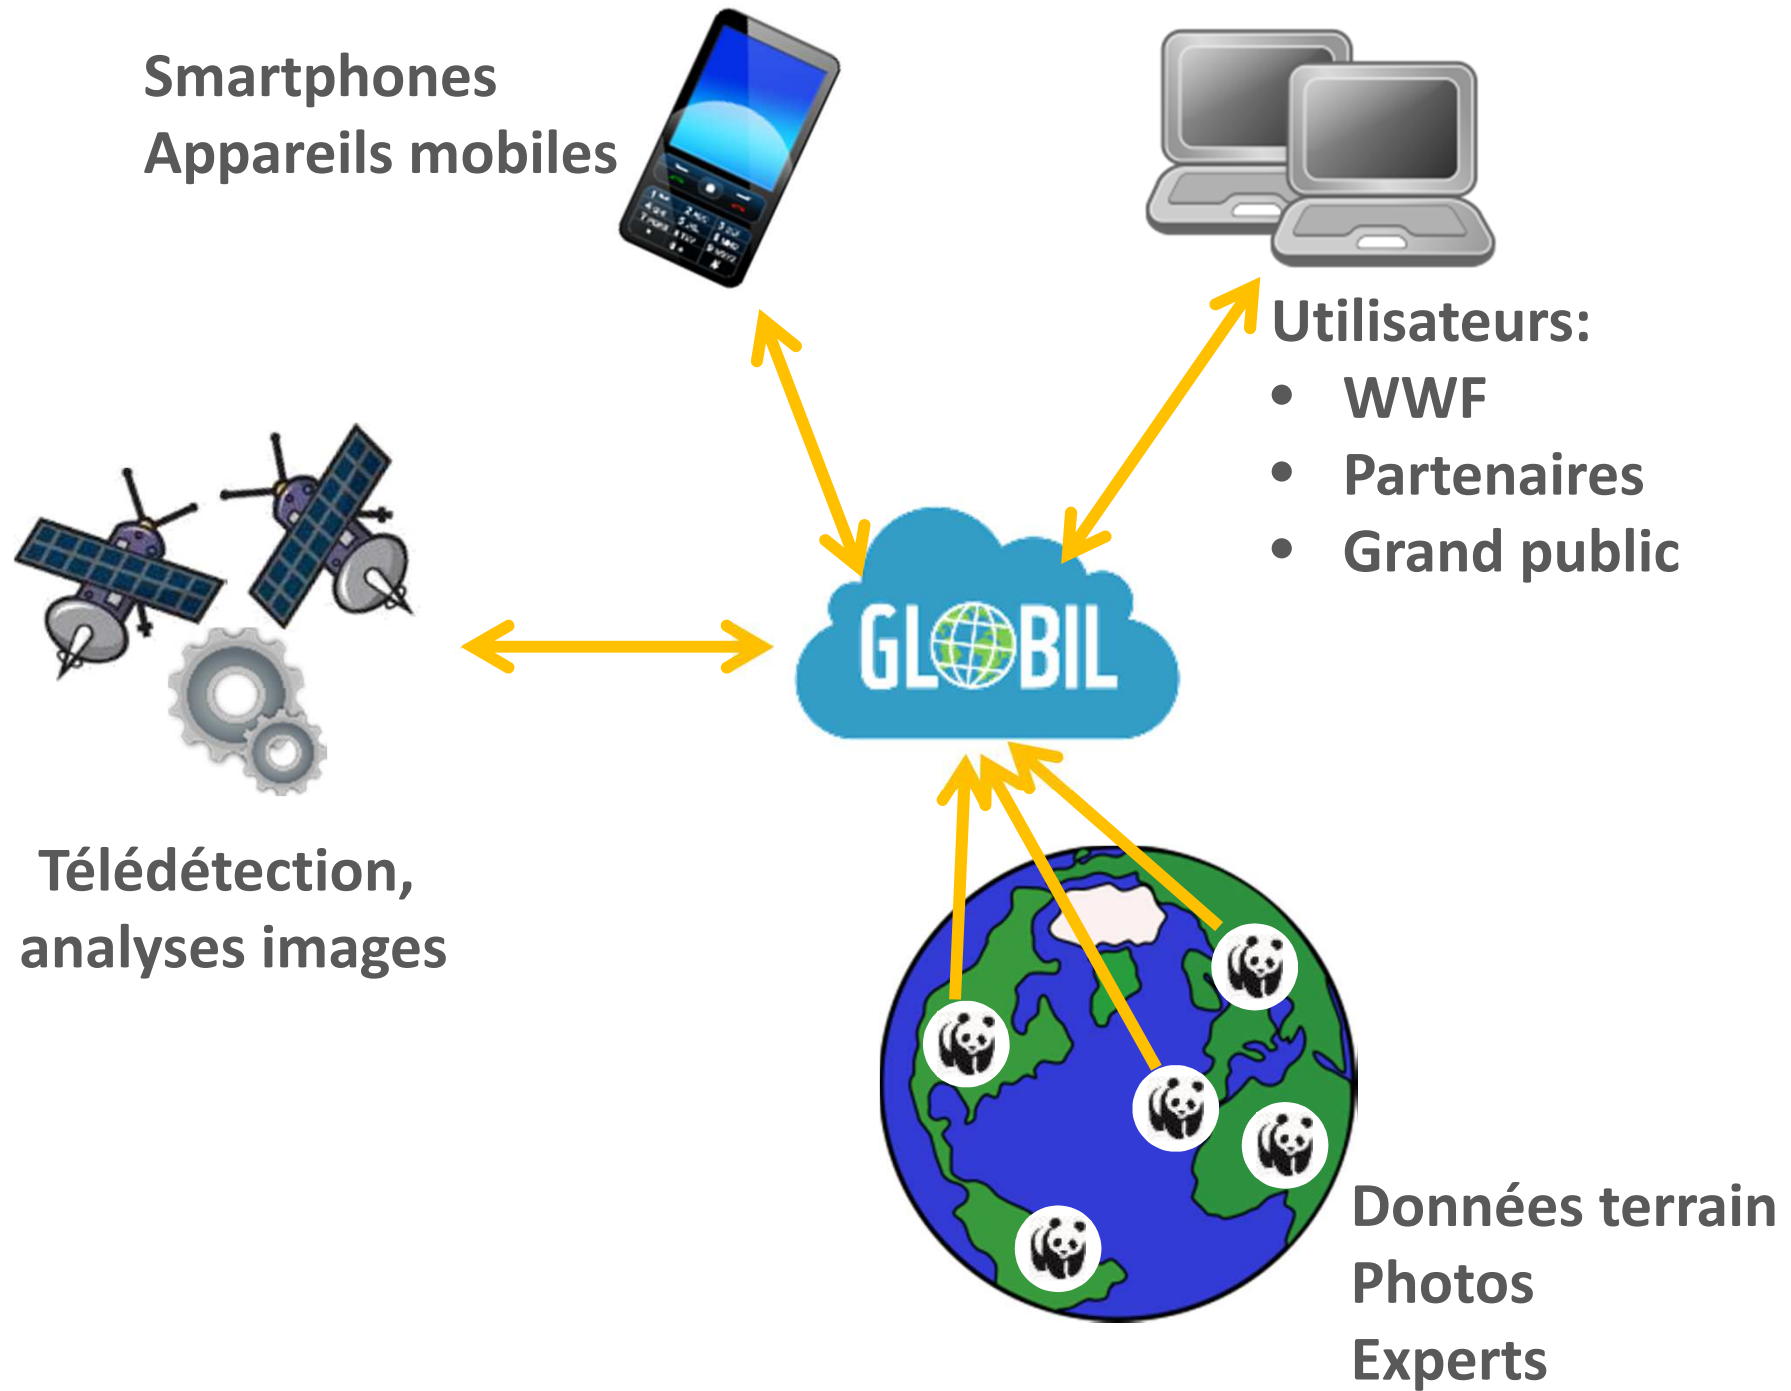 Smartphones
Appareils mobiles
Utilisateurs:
• WWF
• Partenaires
• Grand public
GLOBIL
Télédétection,
analyses images
Données terrain
Photos
Experts